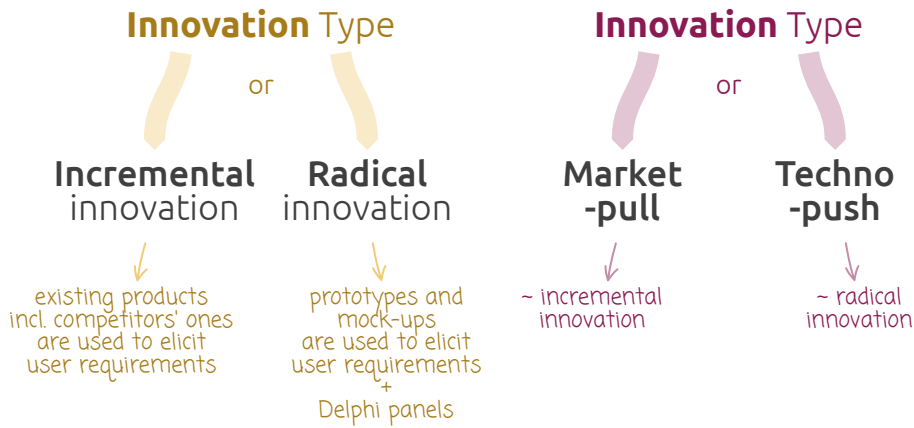 Innovation Type
or
Incremental
innovation
Radical
innovation
existing products
incl. competitors' ones
are used to elicit
user requirements
prototypes and
mock-ups
are used to elicit
user requirements
+
Delphi panels
Innovation Type
or
Market
-pull
Techno
-push
~ incremental
innovation
~ radical
innovation